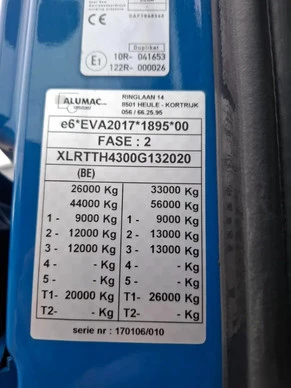 Duplikat
E1
10R- 041653
122R- 000026
ALUMAC
RINGLAAN 14
8501 HEULE - KORTRIJK
056 / 66.25.95
e6*EVA2017*1895*00
FASE : 2
XLRTTH4300G132020
(BE)
26000 Kg 33000 Kg
44000 Kg 56000 Kg
1- 9000 Kg 1- 9000 Kg
2 - 12000 Kg 2 - 13000 Kg
3 - 12000 Kg 3 - 13000 Kg
4 - - Kg 4 - - Kg
5 - - Kg 5 - - Kg
T1- 20000 Kg T1- 26000 Kg
T2- - Kg T2- - Kg
serie nr : 170106/010